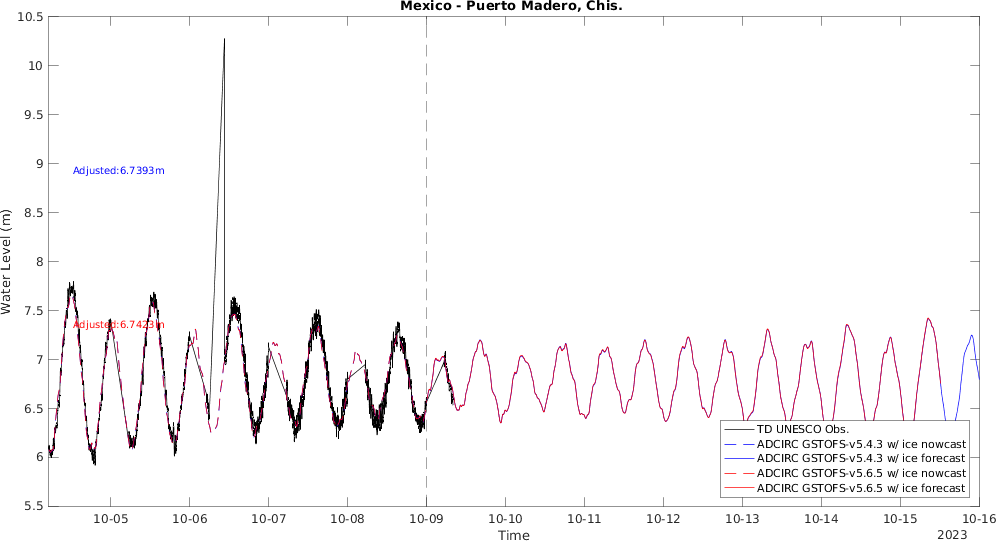 Mexico - Puerto Madero, Chis.
10.5
10
9.5
9
8.5
8
7.5
7
6.5
6
5.5
Water Level (m)
Adjusted:6.7393m
Adjusted:6.7423m
TD UNESCO Obs.
ADCIRC GSTOFS-v5.4.3 w/ ice nowcast
ADCIRC GSTOFS-v5.4.3 w/ ice forecast
ADCIRC GSTOFS-v5.6.5 w/ ice nowcast
ADCIRC GSTOFS-v5.6.5 w/ ice forecast
10-05 10-06 10-07 10-08 10-09 10-10 10-11 10-12 10-13 10-14 10-15 10-16
Time
2023